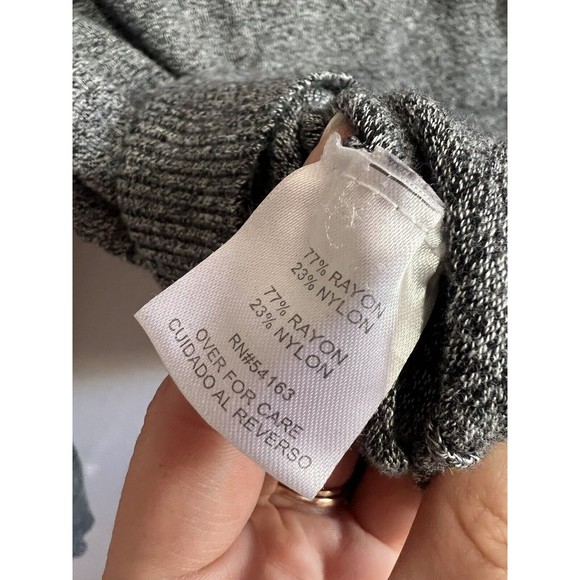 77% RAYON
23% NYLON
77% RAYON
23% NYLON
RN#54163
OVER FOR CARE
CUIDADO AL REVERSO